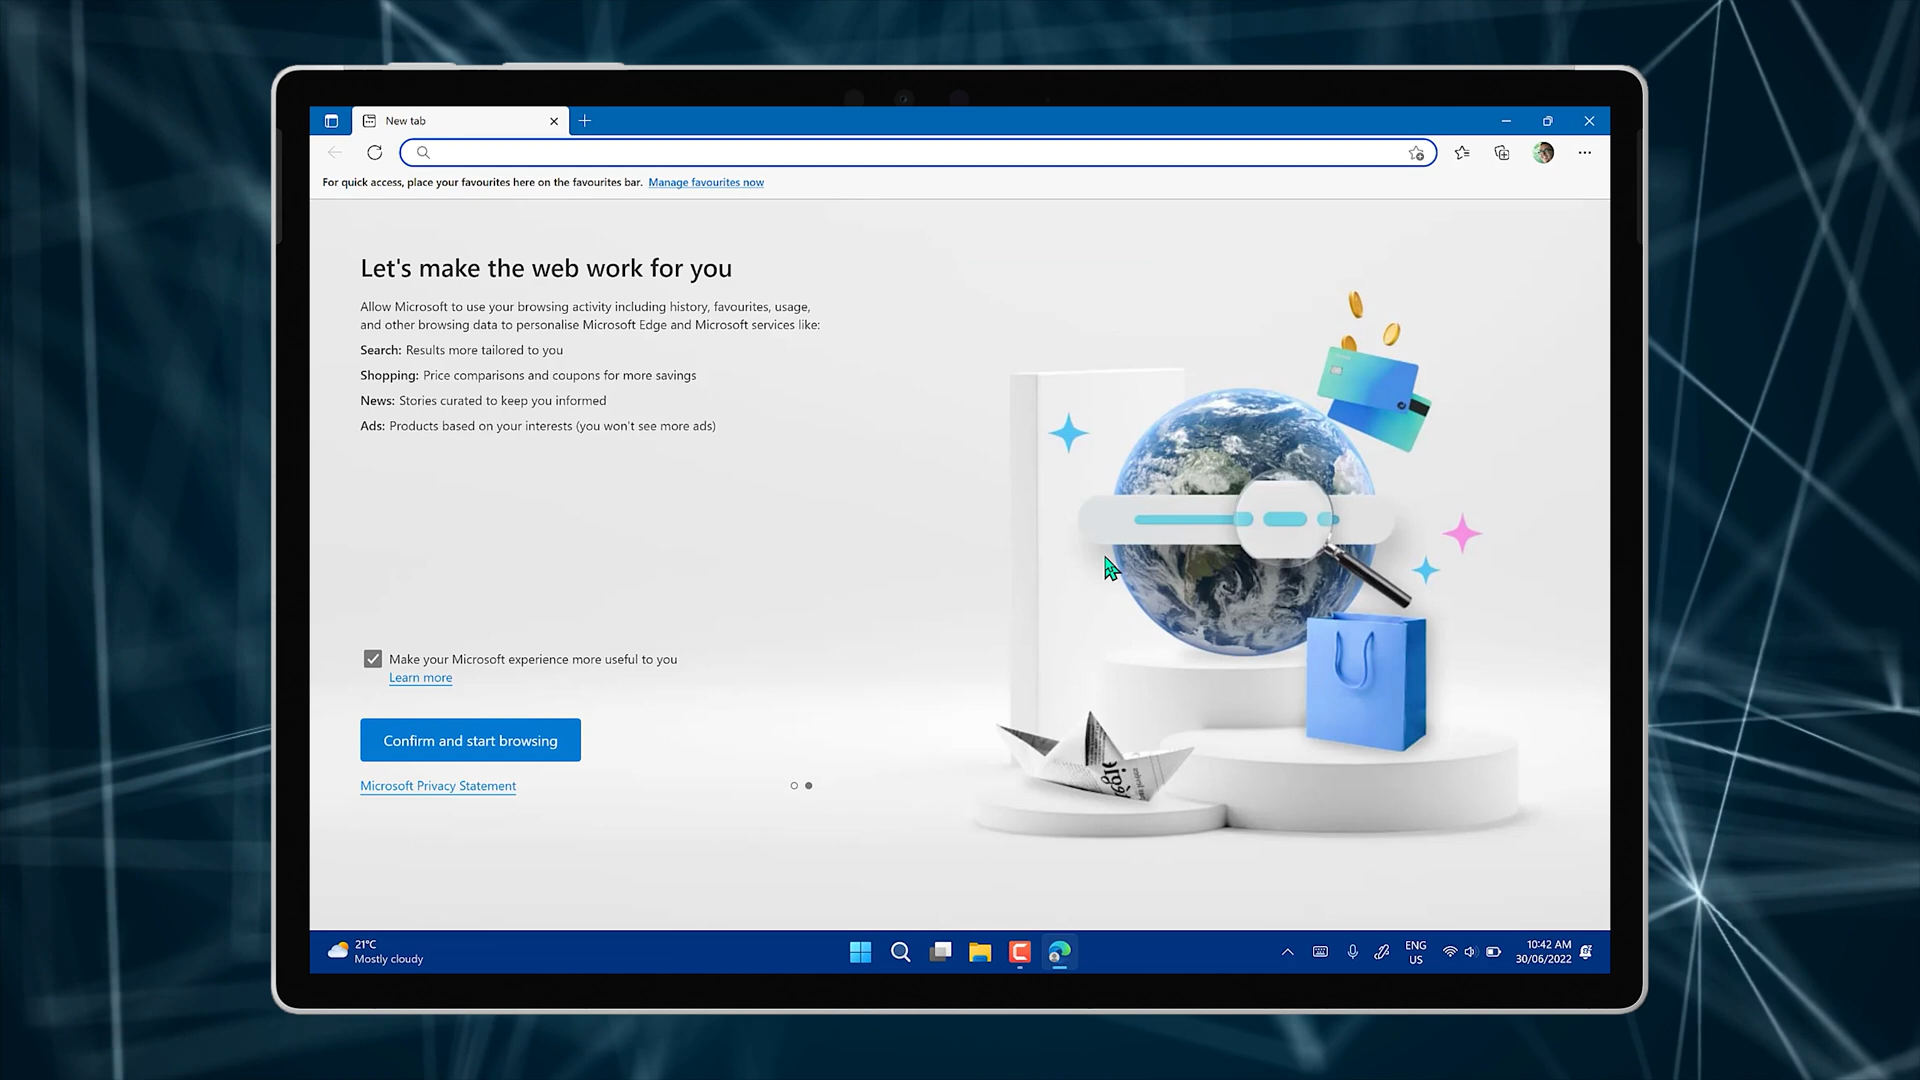 New tab
For quick access, place your favourites here on the favourites bar. Manage favourites now
Let's make the web work for you
Allow Microsoft to use your browsing activity including history, favourites, usage,
and other browsing data to personalise Microsoft Edge and Microsoft services like:
Search: Results more tailored to you
Shopping: Price comparisons and coupons for more savings
News: Stories curated to keep you informed
Ads: Products based on your interests (you won't see more ads)
Make your Microsoft experience more useful to you
Learn more
Confirm and start browsing
Microsoft Privacy Statement
21°C
Mostly cloudy
ENG
US
10:42 AM
30/06/2022